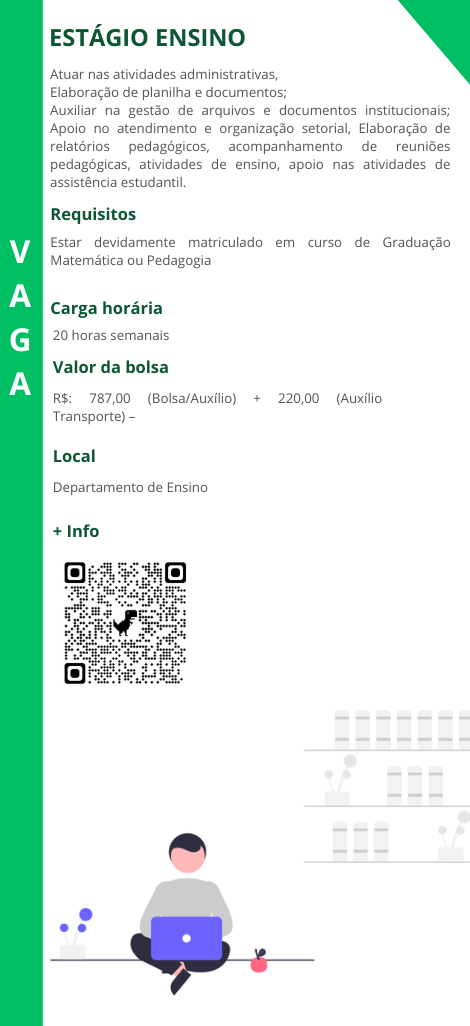 ESTÁGIO ENSINO
Atuar nas atividades administrativas,
Elaboração de planilha e documentos;
Auxiliar na gestão de arquivos e documentos institucionais;
Apoio no atendimento e organização setorial, Elaboração de
relatórios pedagógicos, acompanhamento de reuniões
pedagógicas, atividades de ensino, apoio nas atividades de
assistência estudantil.
Requisitos
Estar devidamente matriculado em curso de Graduação
Matemática ou Pedagogia
Carga horária
20 horas semanais
Valor da bolsa
R$: 787,00 (Bolsa/Auxílio) + 220,00 (Auxílio
Transporte) –
Local
Departamento de Ensino
+ Info
V
A
G
A